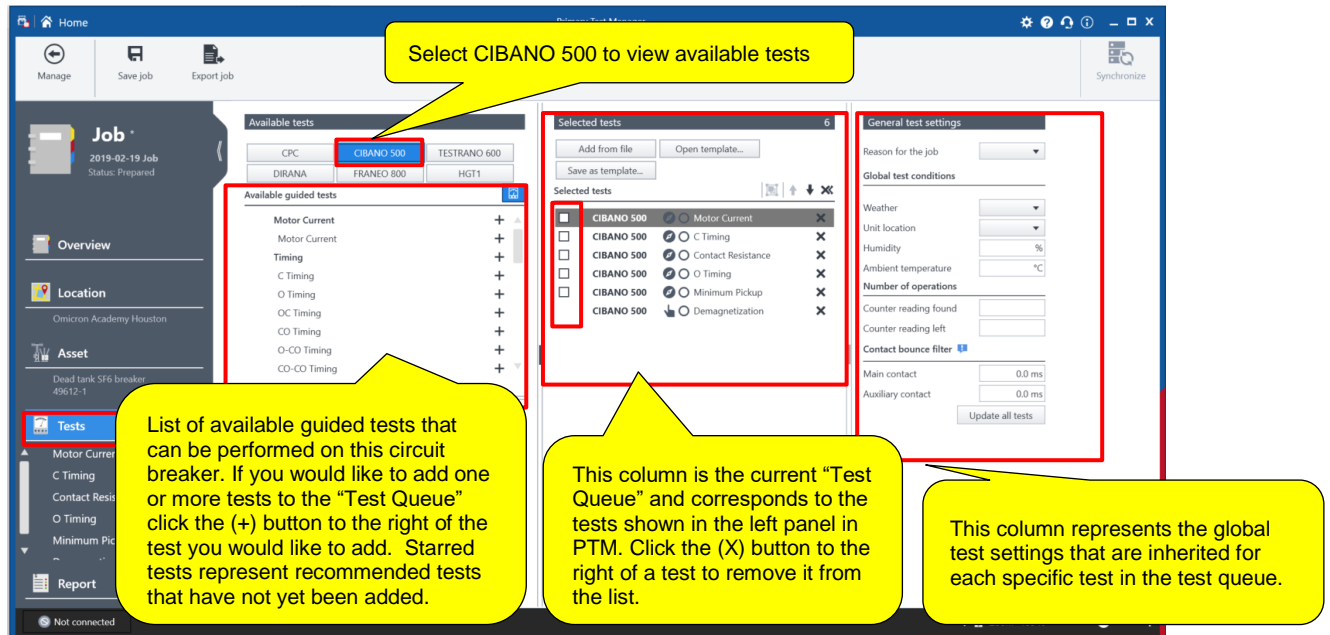 Home
Select CIBANO 500 to view available tests
Manage
Save job
Export job
Synchronize
Job *
2019-02-19 Job
Status: Prepared
Overview
Location
Omicron Academy Houston
Asset
Dead tank SF6 breaker
49612-1
Tests
Motor Curre
C Timing
Contact Resis
O Timing
Minimum Pic
Report
Not connected
Available tests
CPC
CIBANO 500
TESTRANO 600
DIRANA
FRANEO 800
HGT1
Available guided tests
Motor Current
Motor Current
Timing
C Timing
O Timing
OC Timing
CO Timing
O-CO Timing
CO-CO Timing
List of available guided tests that
can be performed on this circuit
breaker. If you would like to add one
or more tests to the “Test Queue”
click the (+) button to the right of the
test you would like to add. Starred
tests represent recommended tests
that have not yet been added.
Selected tests 6
Add from file
Open template...
Save as template...
Selected tests
CIBANO 500 Motor Current
CIBANO 500 C Timing
CIBANO 500 Contact Resistance
CIBANO 500 O Timing
CIBANO 500 Minimum Pickup
CIBANO 500 Demagnetization
This column is the current “Test
Queue” and corresponds to the
tests shown in the left panel in
PTM. Click the (X) button to the
right of a test to remove it from
the list.
General test settings
Reason for the job
Global test conditions
Weather
Unit location
Humidity %
Ambient temperature °C
Number of operations
Counter reading found
Counter reading left
Contact bounce filter
Main contact 0.0 ms
Auxiliary contact 0.0 ms
Update all tests
This column represents the global
test settings that are inherited for
each specific test in the test queue.